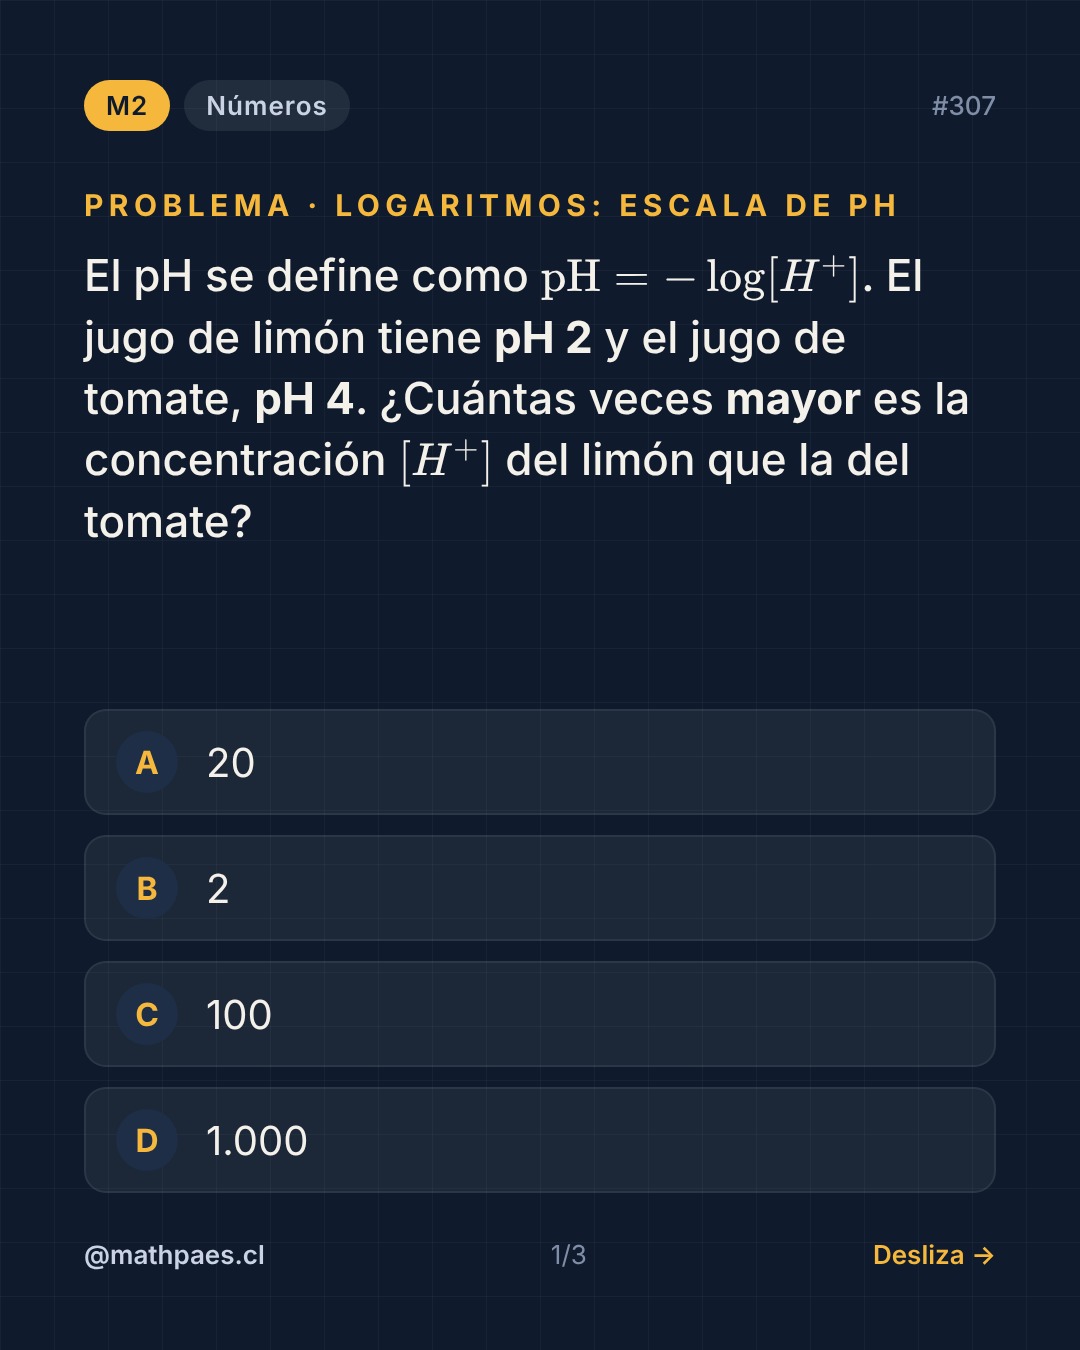 M2 Números #307
PROBLEMA · LOGARITMOS: ESCALA DE PH
El pH se define como pH = − log[H⁺]. El
jugo de limón tiene pH 2 y el jugo de
tomate, pH 4. ¿Cuántas veces mayor es la
concentración [H⁺] del limón que la del
tomate?
A 20
B 2
C 100
D 1.000
@mathpaes.cl 1/3 Desliza →